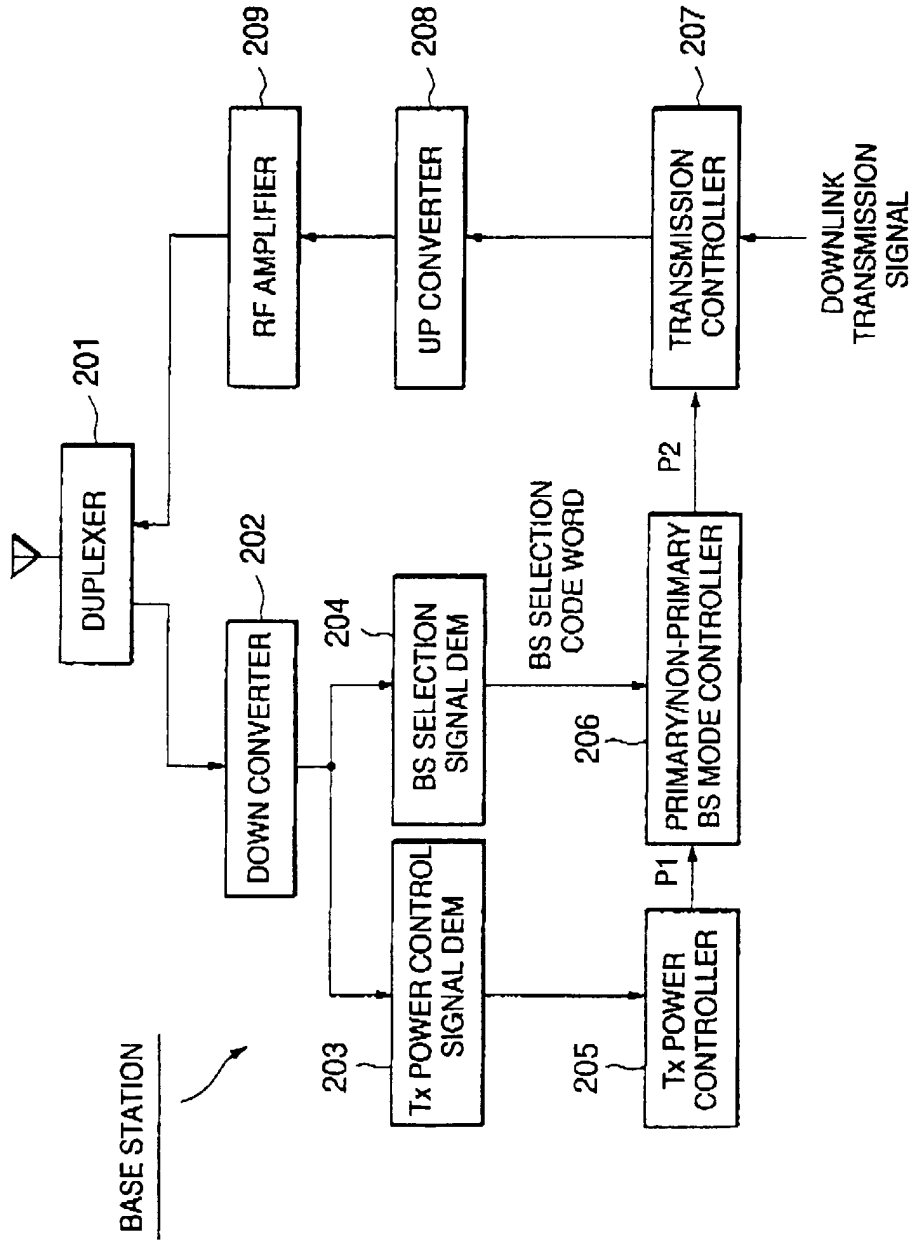 BASE STATION
201
DUPLEXER
202
DOWN CONVERTER
203
Tx POWER CONTROL
SIGNAL DEM
204
BS SELECTION
SIGNAL DEM
BS SELECTION
CODE WORD
205
Tx POWER
CONTROLLER
P1
206
PRIMARY/NON-PRIMARY
BS MODE CONTROLLER
P2
209
RF AMPLIFIER
208
UP CONVERTER
207
TRANSMISSION
CONTROLLER
DOWNLINK
TRANSMISSION
SIGNAL